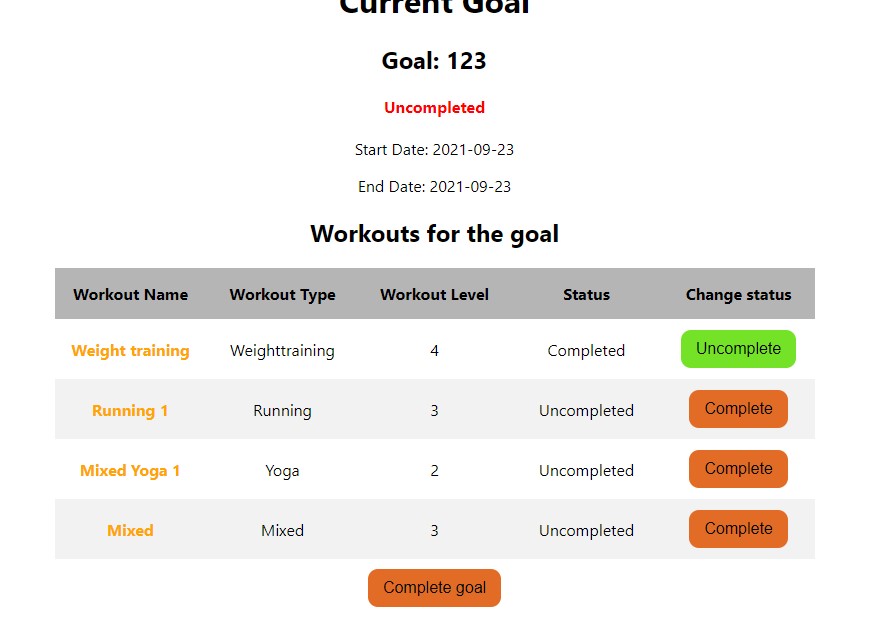 Current Goal
Goal: 123
Uncompleted
Start Date: 2021-09-23
End Date: 2021-09-23
Workouts for the goal
Workout Name Workout Type Workout Level Status Change status
Weight training Weighttraining 4 Completed Uncomplete
Running 1 Running 3 Uncompleted Complete
Mixed Yoga 1 Yoga 2 Uncompleted Complete
Mixed Mixed 3 Uncompleted Complete
Complete goal